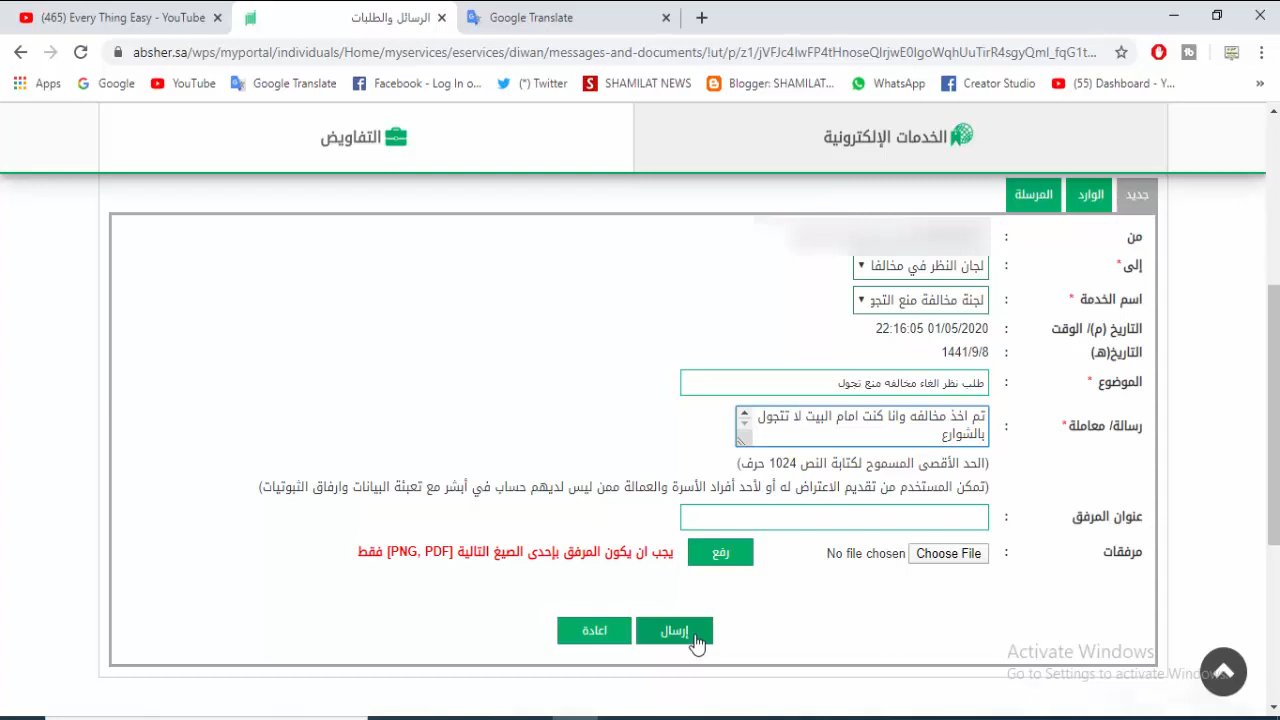 (465) Every Thing Easy - YouTube
الرسائل والطلبات
Google Translate
absher.sa/wps/myportal/individuals/Home/myservices/eservices/diwan/messages-and-documents/!ut/p/z1/
Apps
Google
YouTube
Google Translate
Facebook - Log In o...
(*) Twitter
SHAMILAT NEWS
Blogger: SHAMILAT...
WhatsApp
Creator Studio
(55) Dashboard - Y...
»
الخدمات الإلكترونية
التفاويض
جديد
الوارد
المرسلة
من :
إلى* : لجان النظر في مخالفا
اسم الخدمة * : لجنة مخالفة منع التجو
التاريخ (م)/ الوقت : 01/05/2020 22:16:05
التاريخ(هـ) : 1441/9/8
الموضوع * : طلب نظر الغاء مخالفه منع تجول
رسالة/ معاملة* : تم اخذ مخالفه وانا كنت امام البيت لا تتجول
بالشوارع
(الحد الأقصى المسموح لكتابة النص 1024 حرف)
(تمكن المستخدم من تقديم الاعتراض له أو لأحد أفراد الأسرة والعمالة ممن ليس لديهم حساب في أبشر مع تعبئة البيانات وارفاق الثبوتيات)
عنوان المرفق :
مرفقات : Choose File No file chosen رفع يجب ان يكون المرفق بإحدى الصيغ التالية [PNG, PDF] فقط
إرسال
اعادة
Activate Windows
Go to Settings to activate Windows.